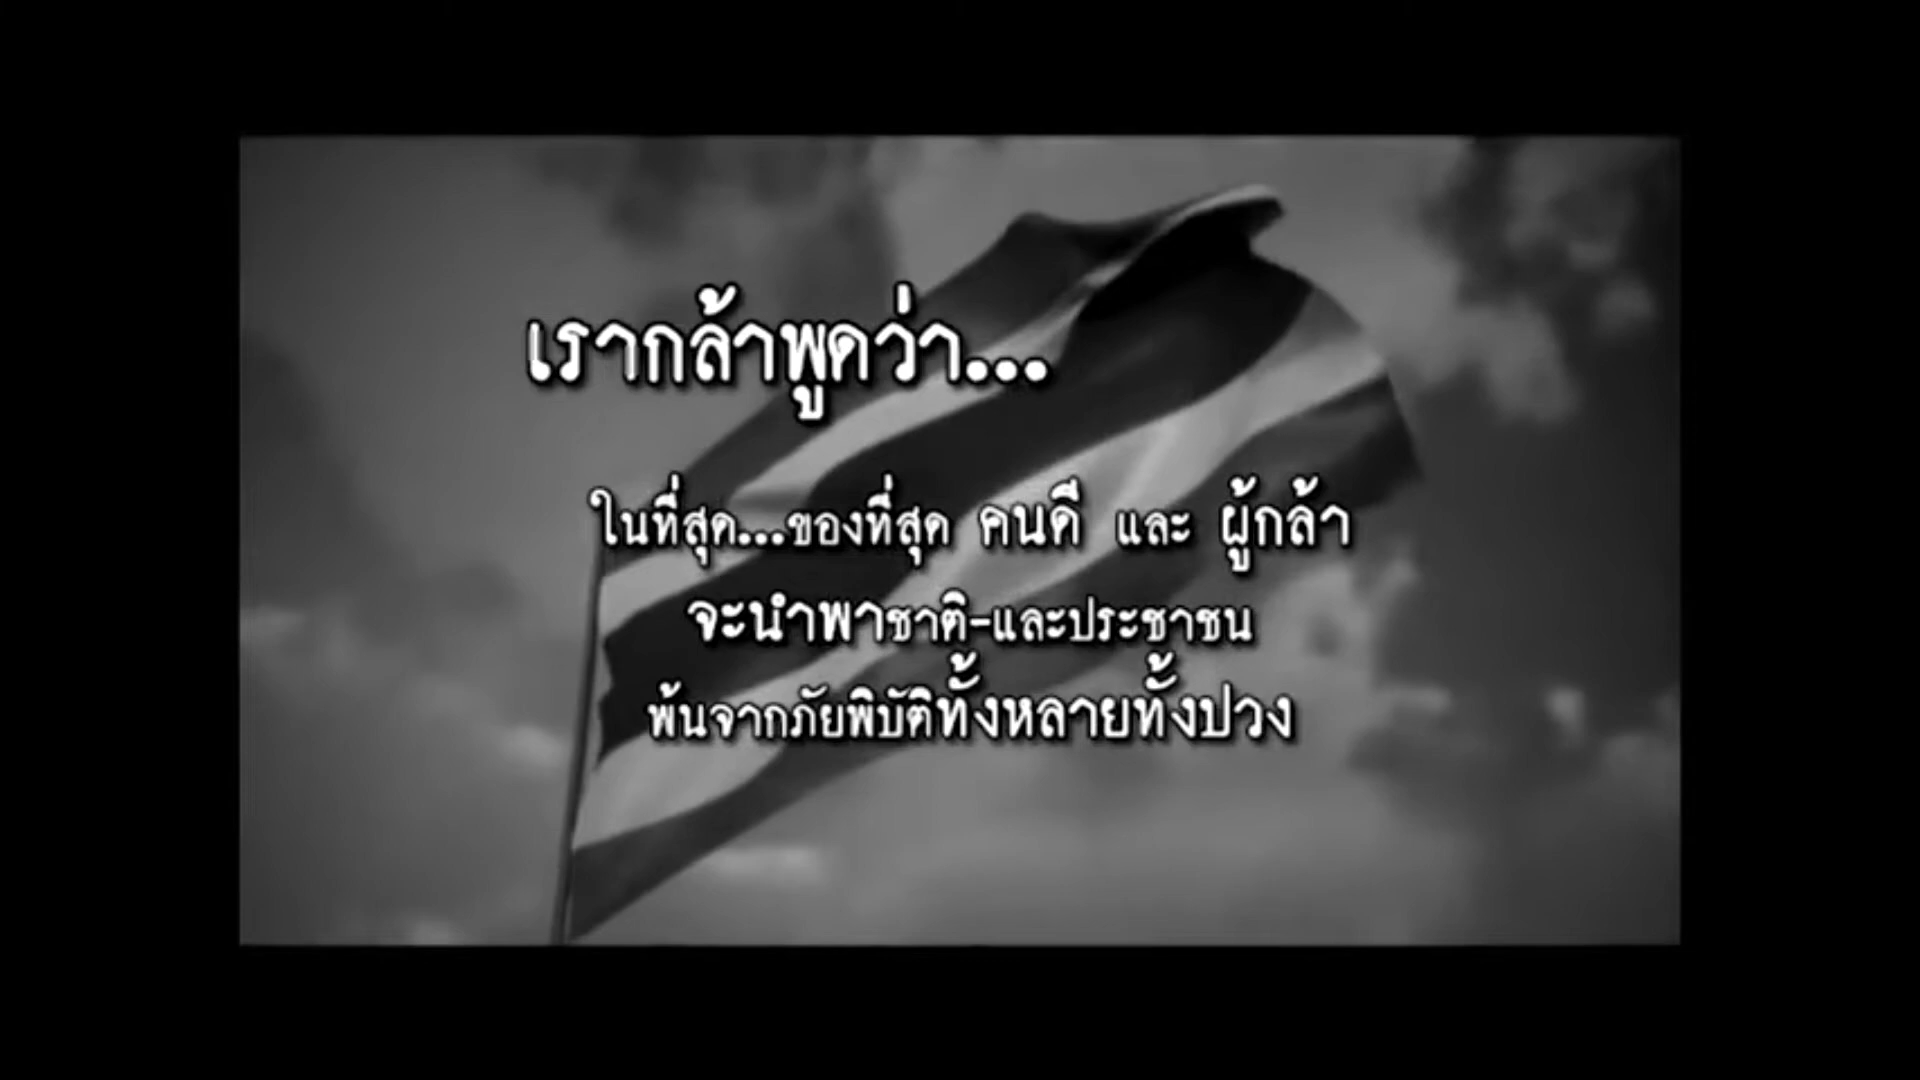 เรากล้าพูดว่า...
ในที่สุด...ของที่สุด คนดี และ ผู้กล้า
จะนำพาชาติ-และประชาชน
พ้นจากภัยพิบัติทั้งหลายทั้งปวง